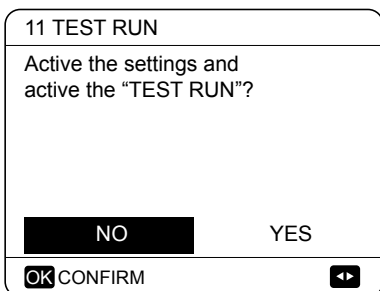 11 TEST RUN
Active the settings and
active the “TEST RUN”?
NO YES
OK CONFIRM